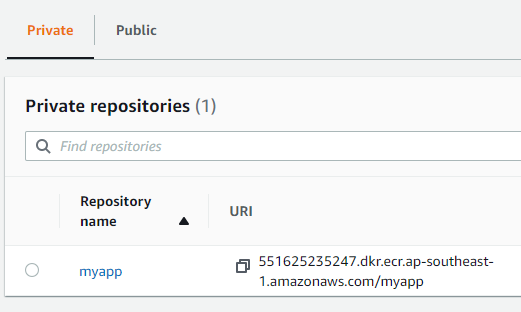 Private Public
Private repositories (1)
Find repositories
Repository name URI
myapp 551625235247.dkr.ecr.ap-southeast-
1.amazonaws.com/myapp